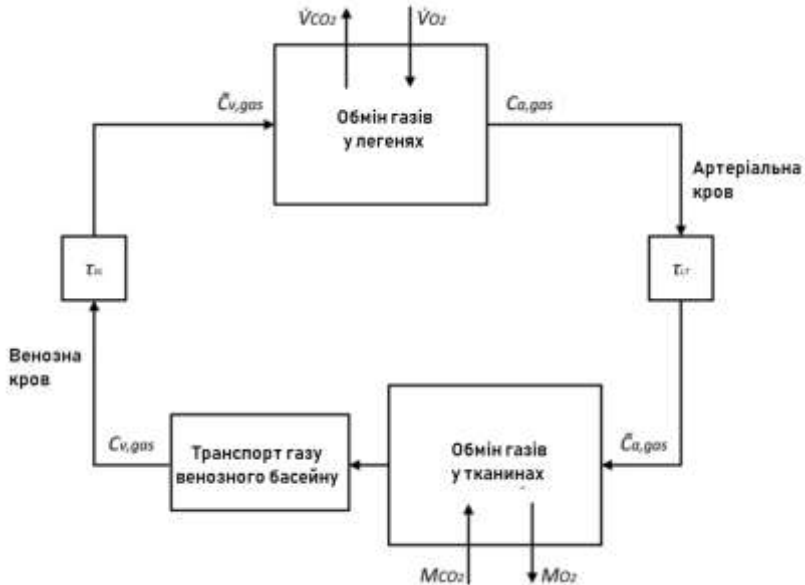 V̇CO₂
V̇O₂
C̃v,gas
Обмін газів
у легенях
Ca,gas
Артеріальна
кров
τLT
Венозна
кров
Cv,gas
Транспорт газу
венозного басейну
Обмін газів
у тканинах
C̃a,gas
MCO₂
MO₂